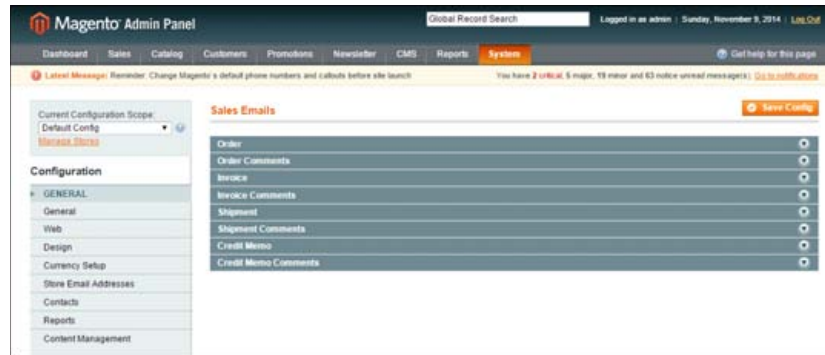 Magento Admin Panel
Global Record Search
Logged in as admin | Sunday, November 9, 2014 | Log Out
Dashboard Sales Catalog Customers Promotions Newsletter CMS Reports System
Get help for this page
Latest Message: Reminder: Change Magento's default phone numbers and callouts before site launch
You have 2 critical, 5 major, 19 minor and 63 notice unread message(s). Go to notifications
Current Configuration Scope:
Default Config
Manage Stores
Configuration
GENERAL
General
Web
Design
Currency Setup
Store Email Addresses
Contacts
Reports
Content Management
Sales Emails
Save Config
Order
Order Comments
Invoice
Invoice Comments
Shipment
Shipment Comments
Credit Memo
Credit Memo Comments